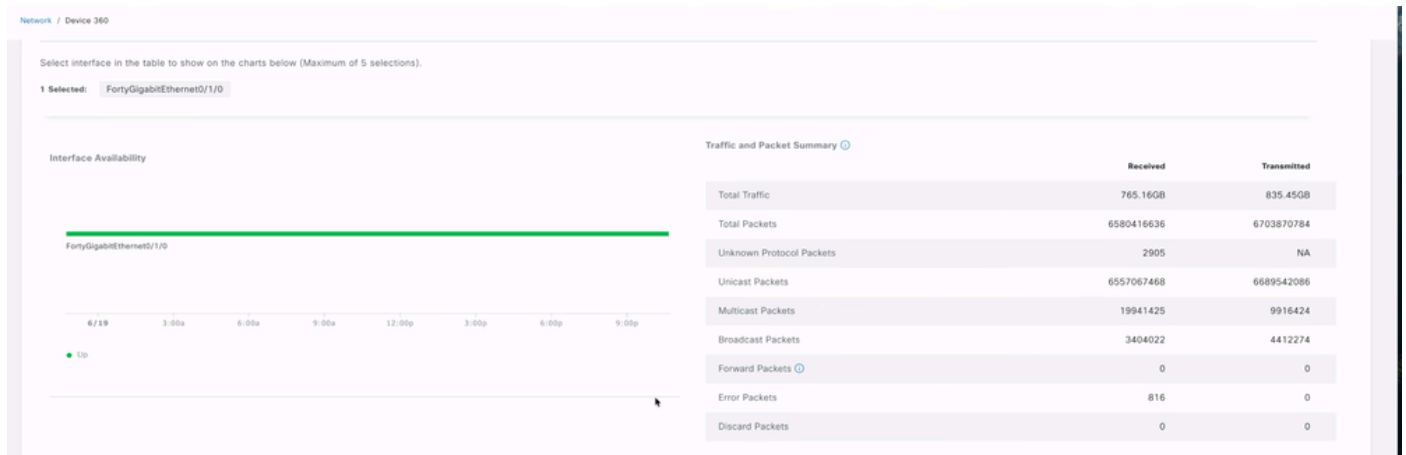 Network / Device 360
Select interface in the table to show on the charts below (Maximum of 5 selections).
1 Selected: FortyGigabitEthernet0/1/0
Interface Availability
FortyGigabitEthernet0/1/0
6/19 3:00a 6:00a 9:00a 12:00p 3:00p 6:00p 9:00p
Up
Traffic and Packet Summary
Received Transmitted
Total Traffic 765.16GB 835.45GB
Total Packets 6580416636 6703870784
Unknown Protocol Packets 2905 NA
Unicast Packets 6557067468 6689542086
Multicast Packets 19941425 9916424
Broadcast Packets 3404022 4412274
Forward Packets 0 0
Error Packets 816 0
Discard Packets 0 0